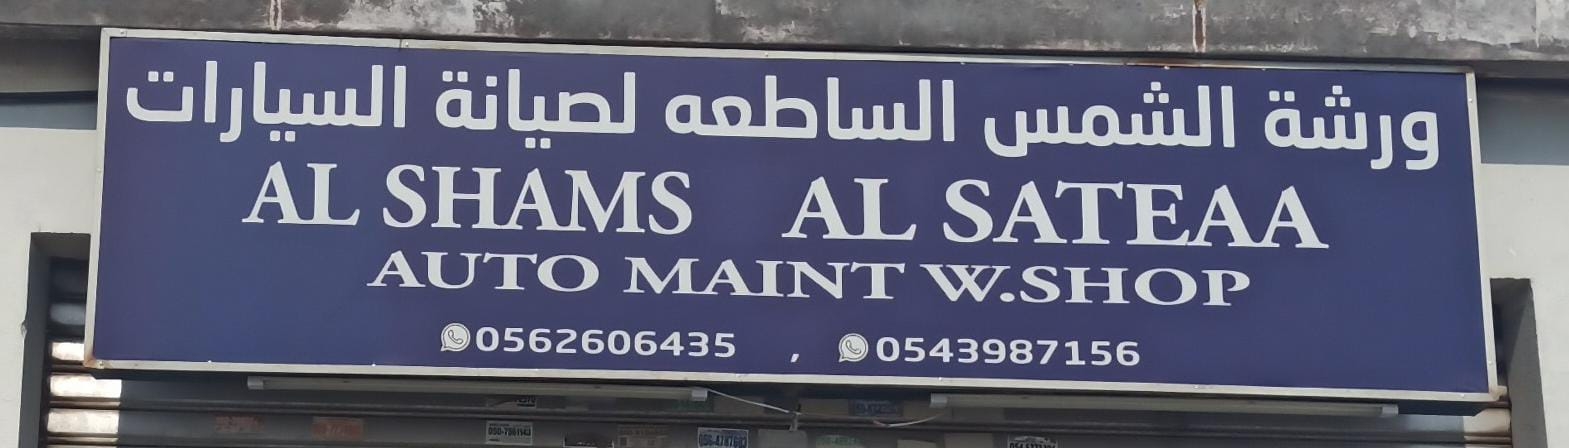 ورشة الشمس الساطعه لصيانة السيارات
AL SHAMS AL SATEAA
AUTO MAINT W.SHOP
0562606435 , 0543987156